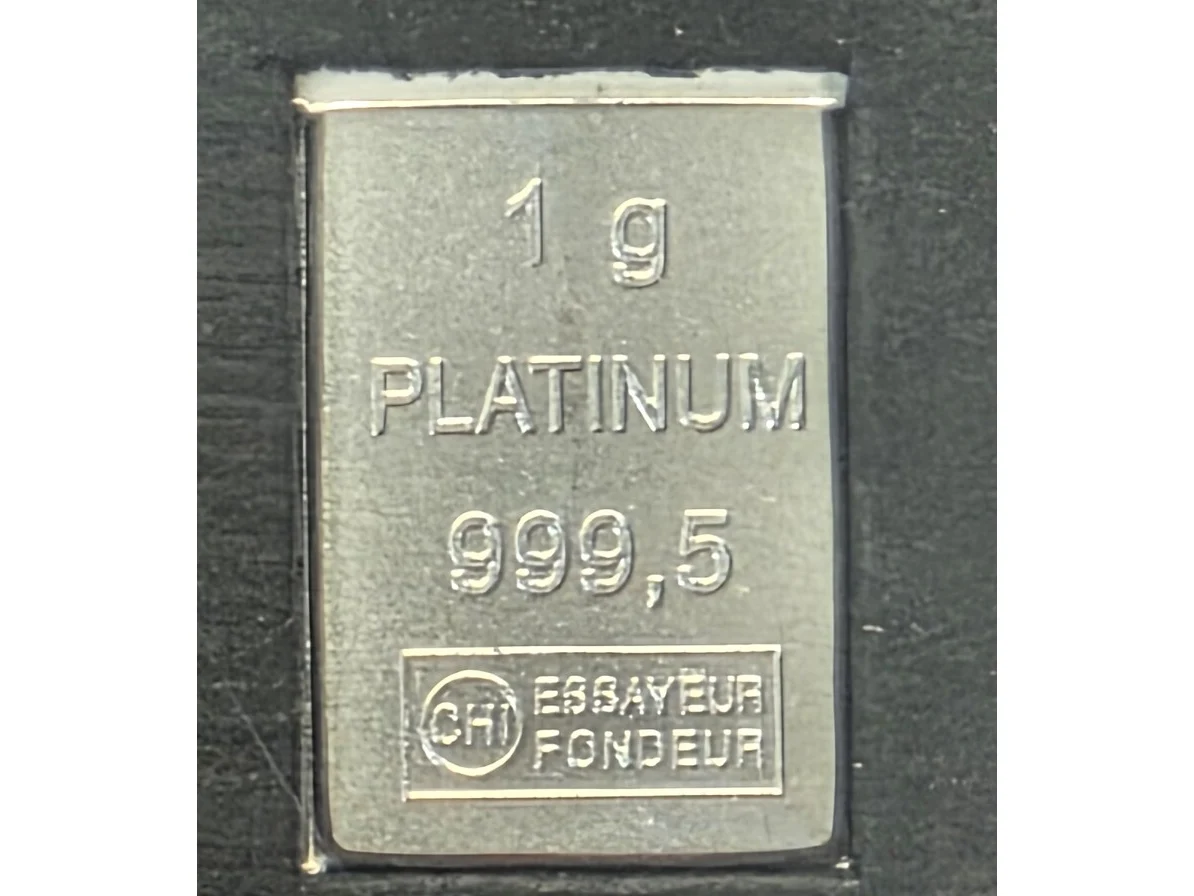 1 g
PLATINUM
999,5
CHI
ESSAYEUR
FONDEUR